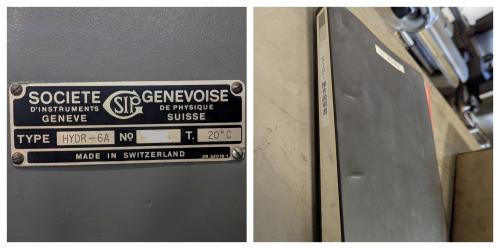 SOCIETE SIP GENEVOISE
D'INSTRUMENTS DE PHYSIQUE
GENEVE SUISSE
TYPE HYDR-6A NO T. 20°C
MADE IN SWITZERLAND